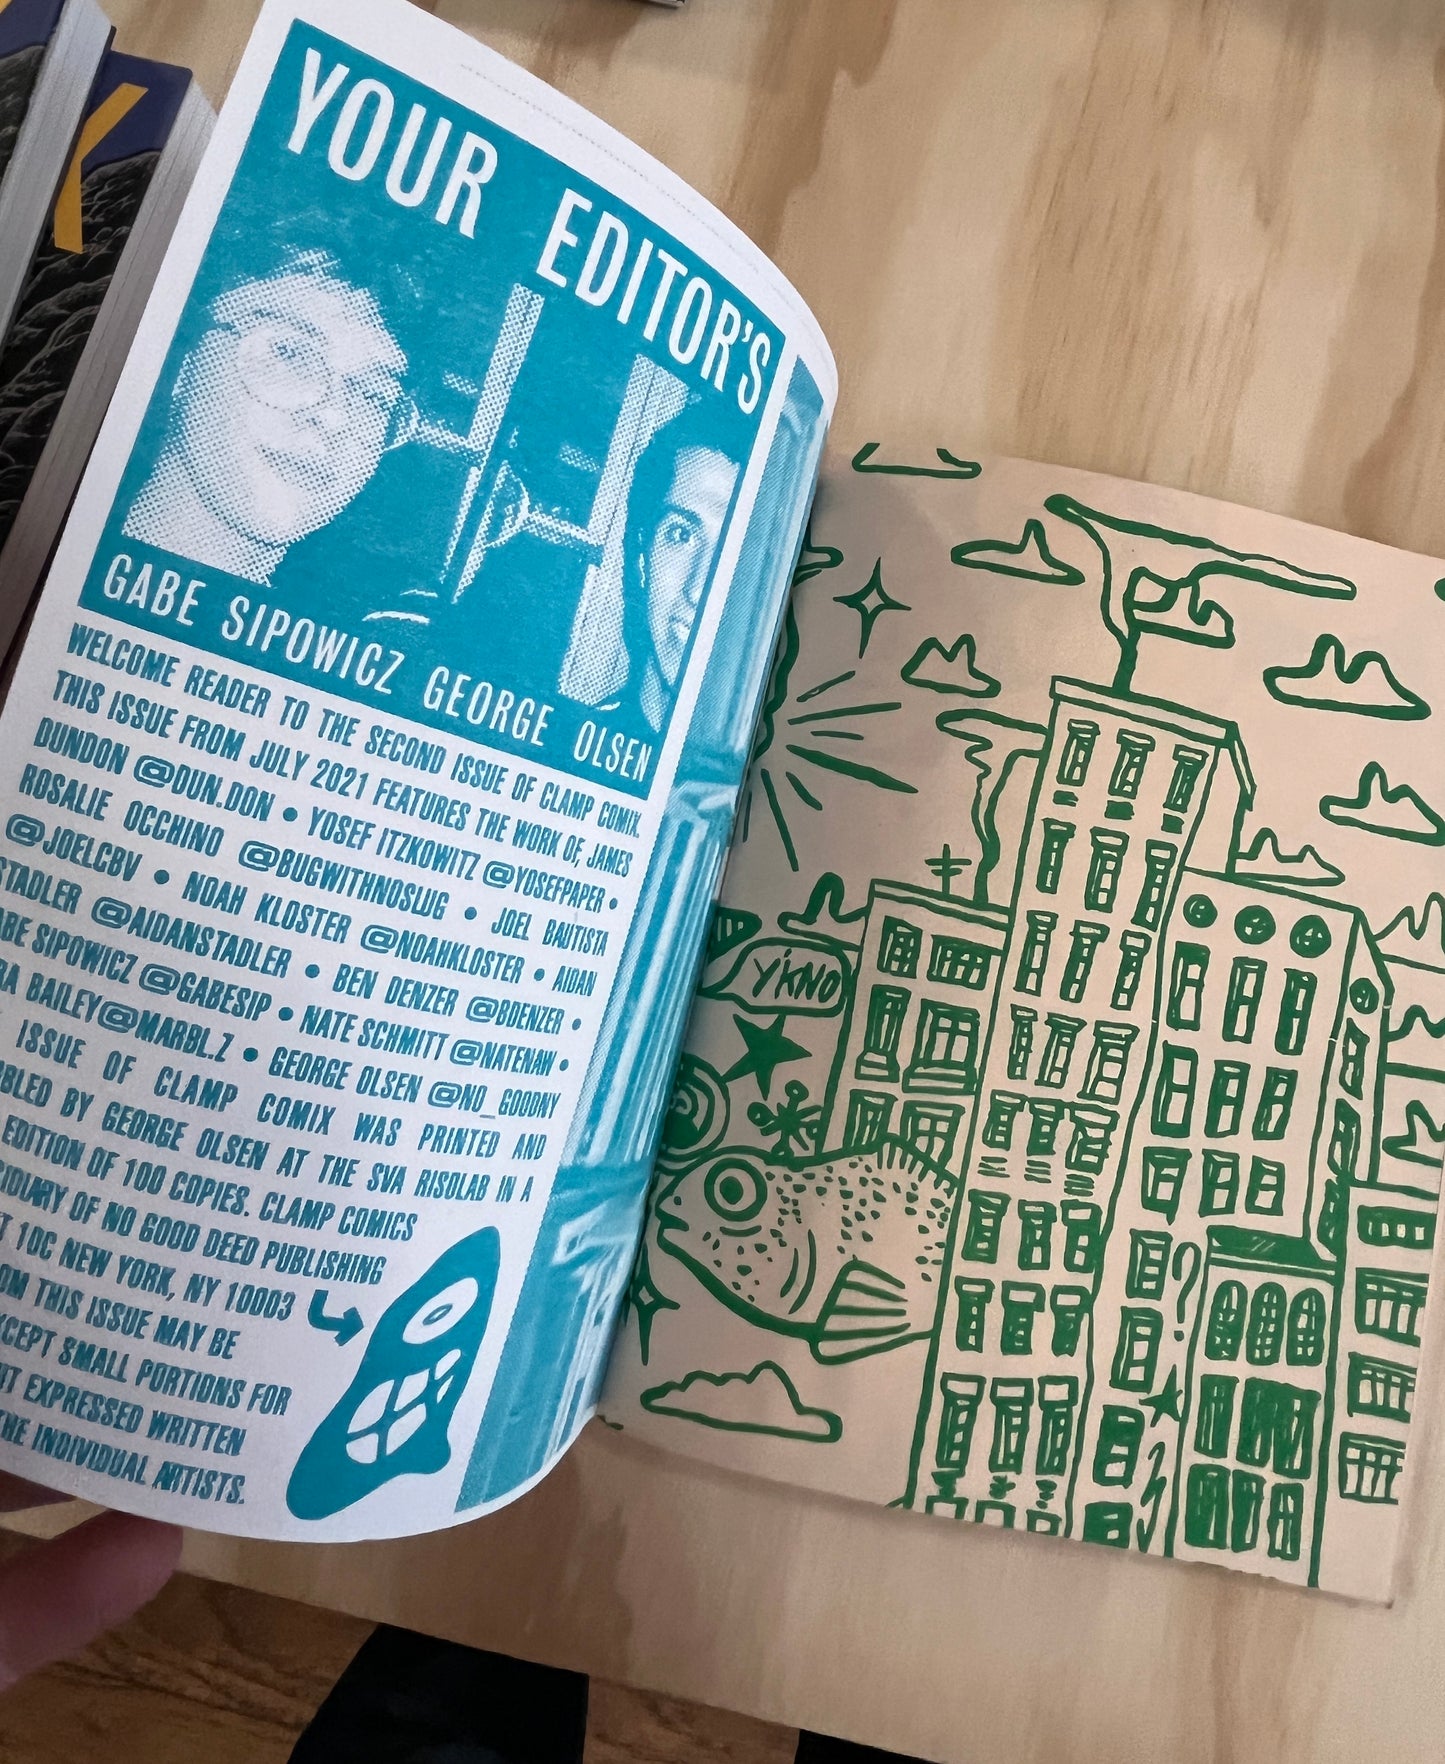 YOUR EDITOR'S
GABE SIPOWICZ GEORGE OLSEN
WELCOME READER TO THE SECOND ISSUE OF CLAMP COMIX.
THIS ISSUE FROM JULY 2021 FEATURES THE WORK OF, JAMES
DUNDON @DUN.DON • YOSEF ITZKOWITZ @YOSEFPAPER •
ROSALIE OCCHINO @BUGWITHNOSLUG • JOEL BAUTISTA
@JOELCBV • NOAH KLOSTER @NOAHKLOSTER • AIDAN
STADLER @AIDANSTADLER • BEN DENZER @BDENZER •
GABE SIPOWICZ @GABESIP • NATE SCHMITT @NATENAW •
BAILEY@MARBL.Z • GEORGE OLSEN @NO_GOODNY
ISSUE OF CLAMP COMIX WAS PRINTED AND
BY GEORGE OLSEN AT THE SVA RISOLAB IN A
EDITION OF 100 COPIES. CLAMP COMICS
OF NO GOOD DEED PUBLISHING
10C NEW YORK, NY 10003
THIS ISSUE MAY BE
EXCEPT SMALL PORTIONS FOR
EXPRESSED WRITTEN
THE INDIVIDUAL ARTISTS.
Y'KNO
?